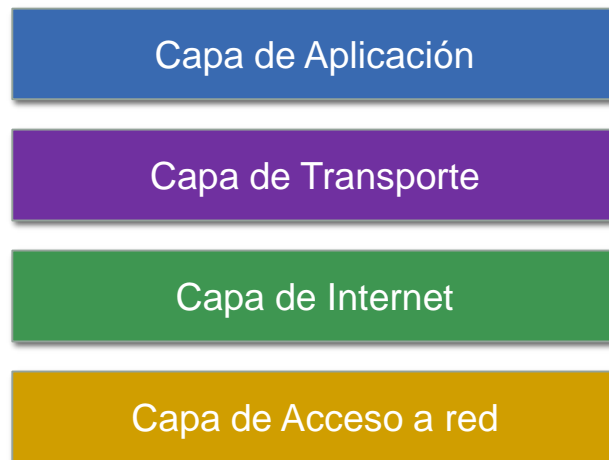 Capa de Aplicación
Capa de Transporte
Capa de Internet
Capa de Acceso a red